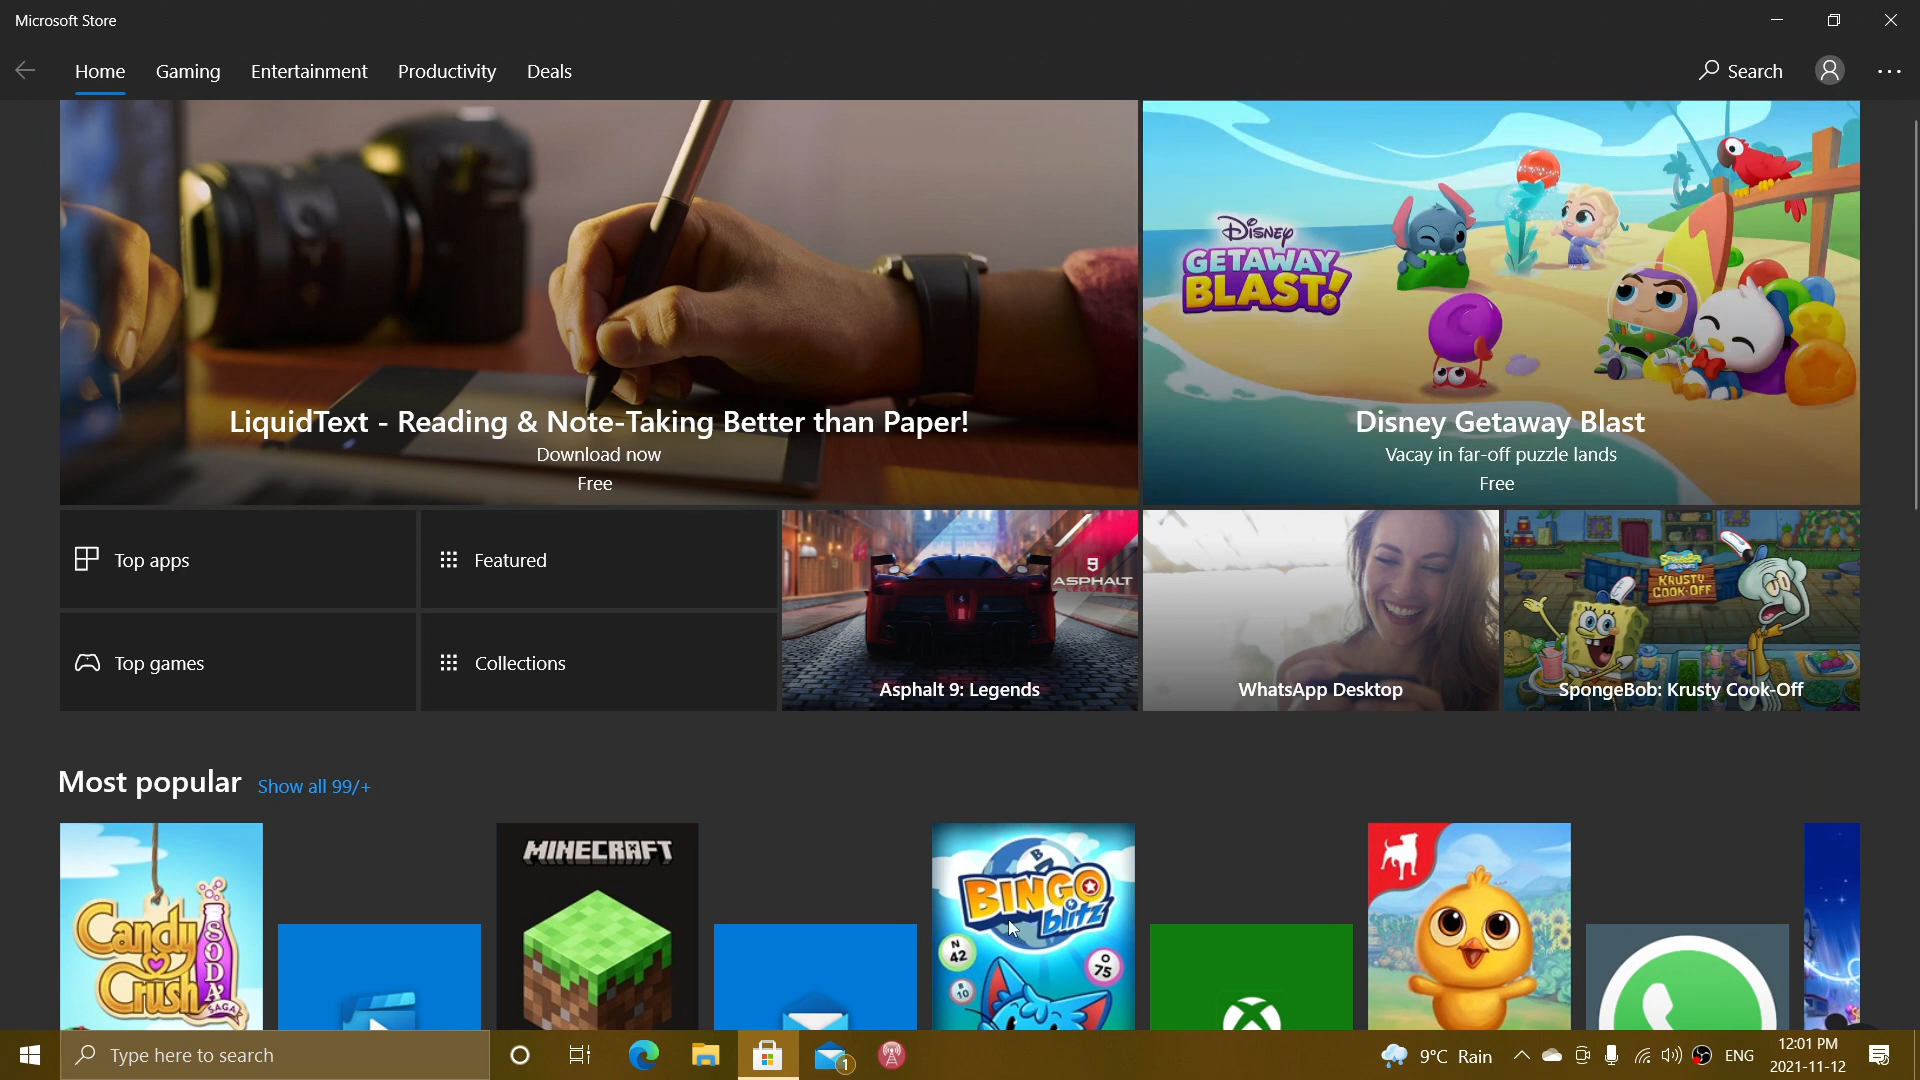 Microsoft Store
Home Gaming Entertainment Productivity Deals Search
DISNEY
GETAWAY
BLAST!
LiquidText - Reading & Note-Taking Better than Paper!
Download now
Free
Disney Getaway Blast
Vacay in far-off puzzle lands
Free
Top apps
Featured
Top games
Collections
9
ASPHALT
LEGENDS
Asphalt 9: Legends
WhatsApp Desktop
SpongeBob
KRUSTY
COOK-OFF
SpongeBob: Krusty Cook-Off
Most popular Show all 99/+
Candy
Crush
SODA
SAGA
MINECRAFT
B
BINGO
blitz
N
42
O
75
B
10
Type here to search
1
9°C Rain
ENG
12:01 PM
2021-11-12